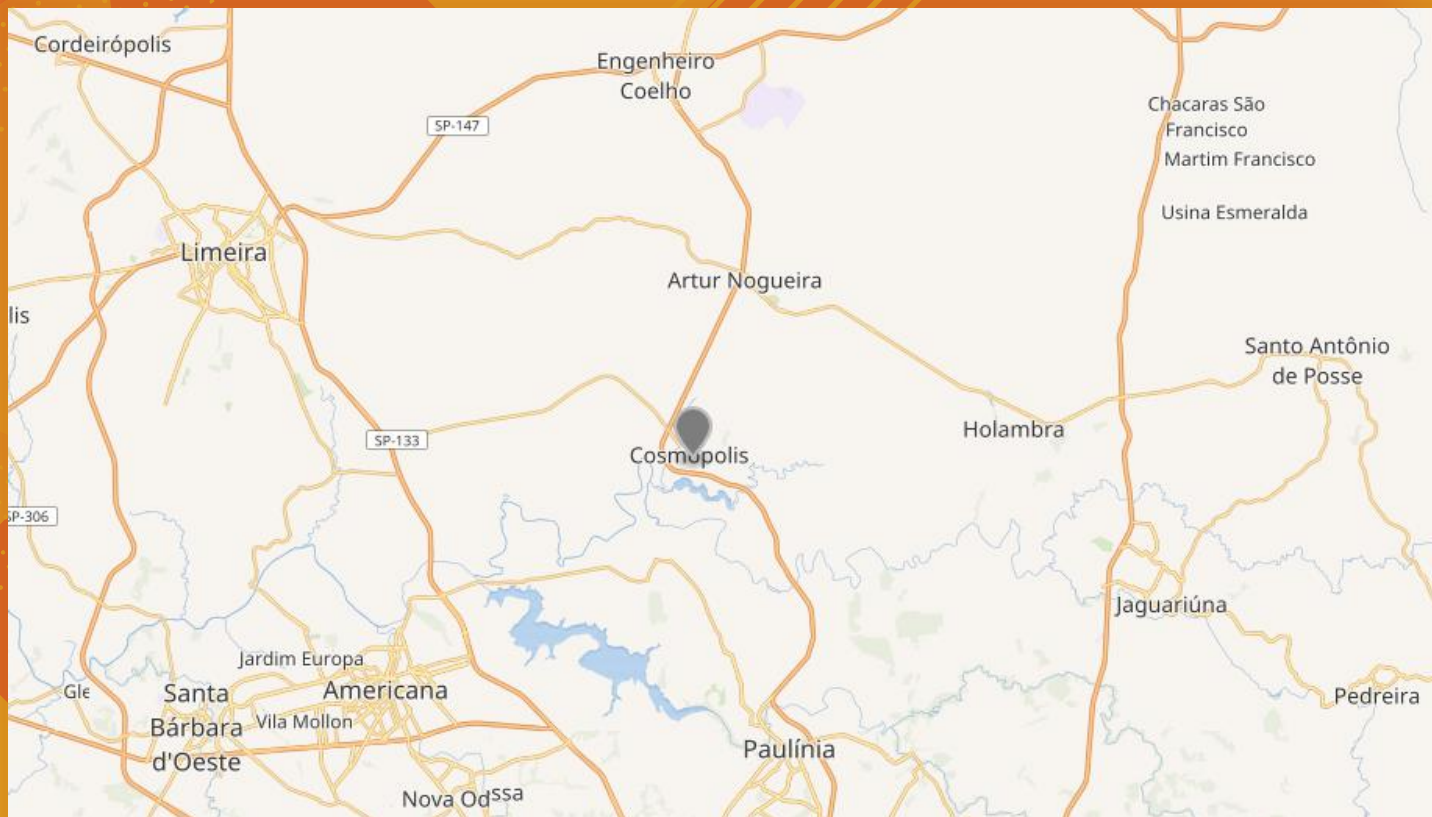 Cordeirópolis
Engenheiro
Coelho
Chacaras São
Francisco
SP-147
Martim Francisco
Usina Esmeralda
Limeira
Artur Nogueira
lis
Santo Antônio
de Posse
Holambra
SP-133
Cosmópolis
SP-306
Jaguariúna
Jardim Europa
Gle
Santa
Bárbara
d'Oeste
Americana
Vila Mollon
Pedreira
Paulínia
Nova Odssa